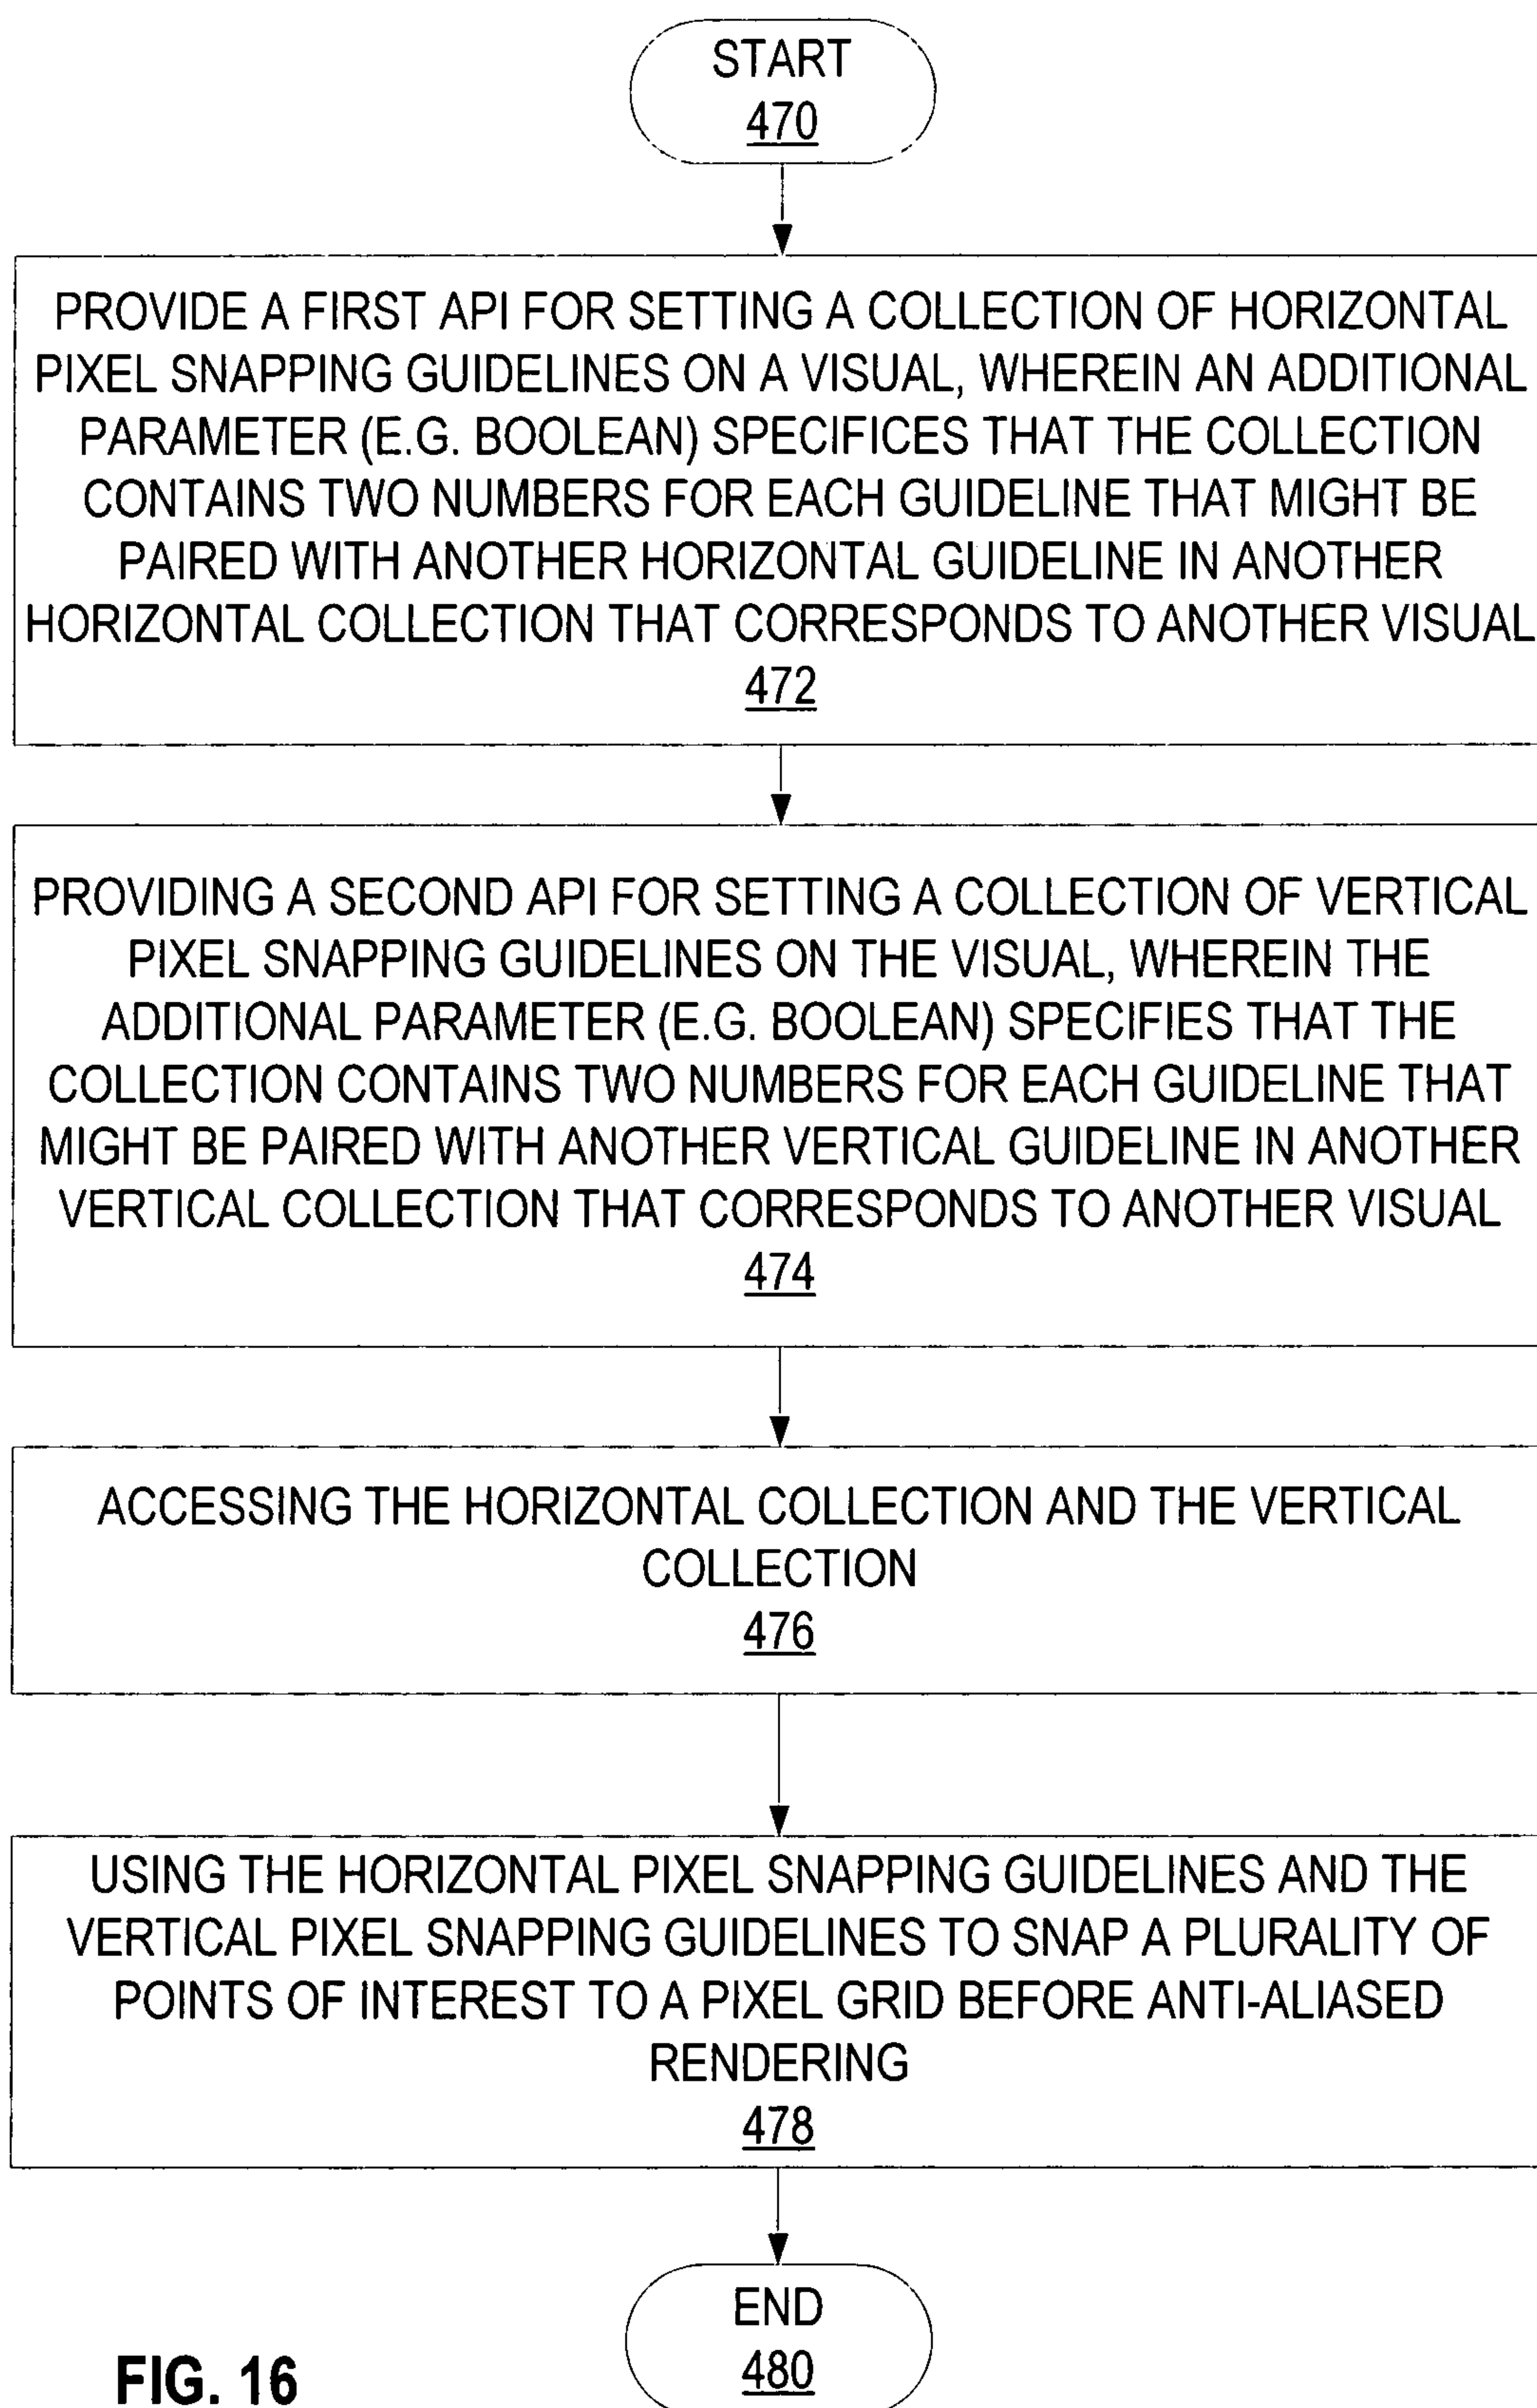 START
470
PROVIDE A FIRST API FOR SETTING A COLLECTION OF HORIZONTAL
PIXEL SNAPPING GUIDELINES ON A VISUAL, WHEREIN AN ADDITIONAL
PARAMETER (E.G. BOOLEAN) SPECIFICES THAT THE COLLECTION
CONTAINS TWO NUMBERS FOR EACH GUIDELINE THAT MIGHT BE
PAIRED WITH ANOTHER HORIZONTAL GUIDELINE IN ANOTHER
HORIZONTAL COLLECTION THAT CORRESPONDS TO ANOTHER VISUAL
472
PROVIDING A SECOND API FOR SETTING A COLLECTION OF VERTICAL
PIXEL SNAPPING GUIDELINES ON THE VISUAL, WHEREIN THE
ADDITIONAL PARAMETER (E.G. BOOLEAN) SPECIFIES THAT THE
COLLECTION CONTAINS TWO NUMBERS FOR EACH GUIDELINE THAT
MIGHT BE PAIRED WITH ANOTHER VERTICAL GUIDELINE IN ANOTHER
VERTICAL COLLECTION THAT CORRESPONDS TO ANOTHER VISUAL
474
ACCESSING THE HORIZONTAL COLLECTION AND THE VERTICAL
COLLECTION
476
USING THE HORIZONTAL PIXEL SNAPPING GUIDELINES AND THE
VERTICAL PIXEL SNAPPING GUIDELINES TO SNAP A PLURALITY OF
POINTS OF INTEREST TO A PIXEL GRID BEFORE ANTI-ALIASED
RENDERING
478
END
480
FIG. 16